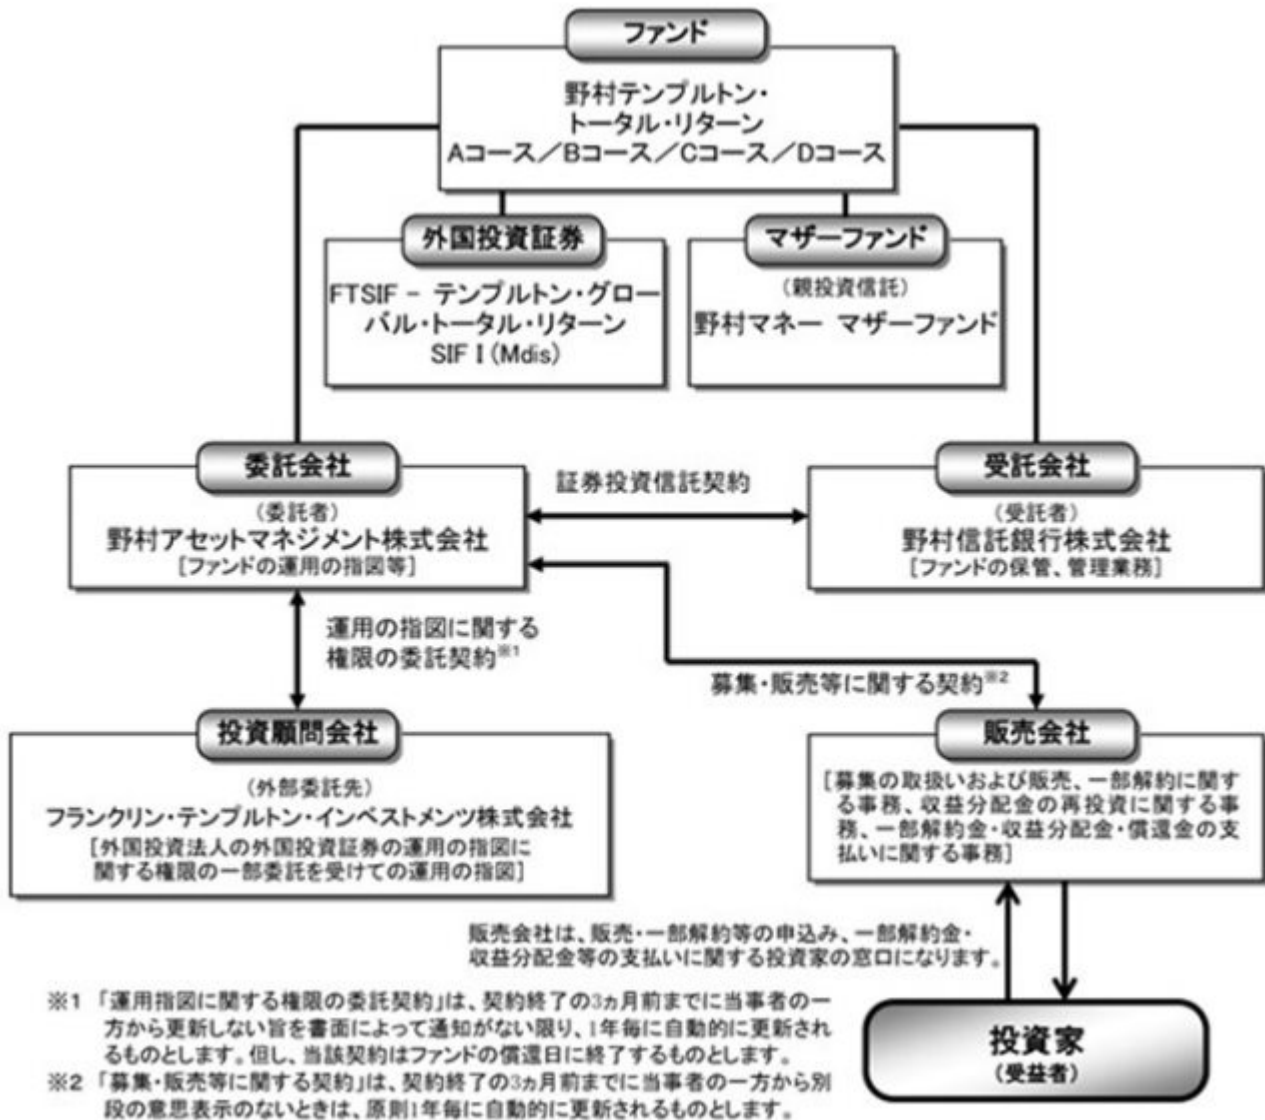 ファンド
野村テンプルトン・
トータル・リターン
Aコース／Bコース／Cコース／Dコース
外国投資証券
FTSIF － テンプルトン・グロー
バル・トータル・リターン
SIF I (Mdis)
マザーファンド
（親投資信託）
野村マネー マザーファンド
委託会社
（委託者）
野村アセットマネジメント株式会社
[ファンドの運用の指図等]
証券投資信託契約
受託会社
（受託者）
野村信託銀行株式会社
[ファンドの保管、管理業務]
運用の指図に関する
権限の委託契約※1
募集・販売等に関する契約※2
投資顧問会社
（外部委託先）
フランクリン・テンプルトン・インベストメンツ株式会社
[外国投資法人の外国投資証券の運用の指図に
関する権限の一部委託を受けての運用の指図]
販売会社
[募集の取扱いおよび販売、一部解約に関す
る事務、収益分配金の再投資に関する事
務、一部解約金・収益分配金・償還金の支
払いに関する事務]
販売会社は、販売・一部解約等の申込み、一部解約金・
収益分配金等の支払いに関する投資家の窓口になります。
※1 「運用指図に関する権限の委託契約」は、契約終了の3ヵ月前までに当事者の一
方から更新しない旨を書面によって通知がない限り、1年毎に自動的に更新され
るものとします。但し、当該契約はファンドの償還日に終了するものとします。
※2 「募集・販売等に関する契約」は、契約終了の3ヵ月前までに当事者の一方から別
段の意思表示のないときは、原則1年毎に自動的に更新されるものとします。
投資家
（受益者）